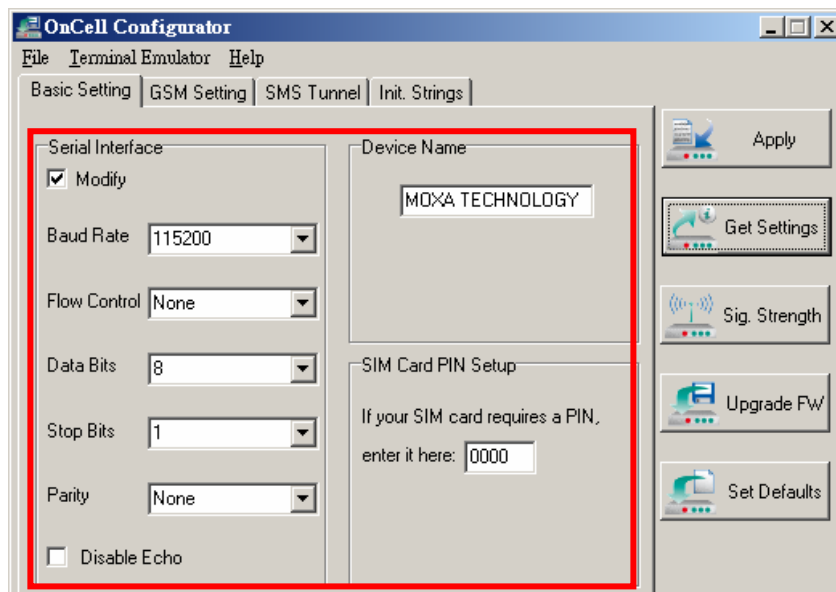 OnCell Configurator
File Terminal Emulator Help
Basic Setting GSM Setting SMS Tunnel Init. Strings
Serial Interface
Modify
Baud Rate 115200
Flow Control None
Data Bits 8
Stop Bits 1
Parity None
Disable Echo
Device Name
MOXA TECHNOLOGY
SIM Card PIN Setup
If your SIM card requires a PIN,
enter it here: 0000
Apply
Get Settings
Sig. Strength
Upgrade FW
Set Defaults